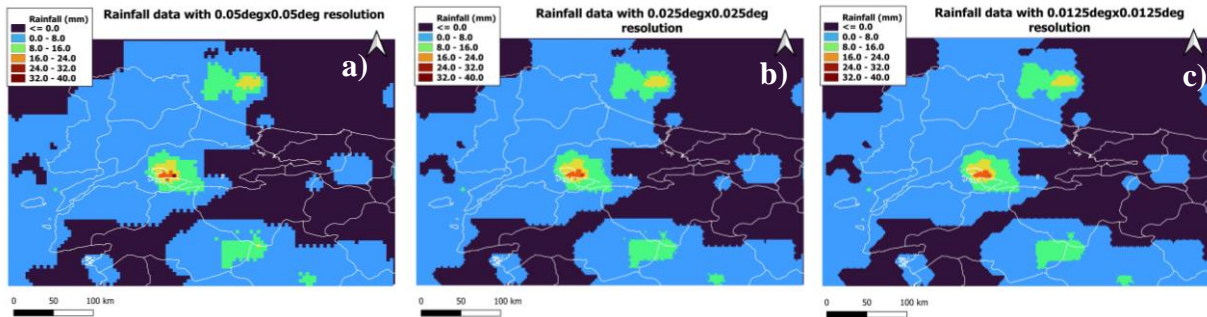 Rainfall data with 0.05degx0.05deg resolution
Rainfall (mm)
<= 0.0
0.0 - 8.0
8.0 - 16.0
16.0 - 24.0
24.0 - 32.0
32.0 - 40.0
a)
0 50 100 km
Rainfall data with 0.025degx0.025deg
resolution
Rainfall (mm)
<= 0.0
0.0 - 8.0
8.0 - 16.0
16.0 - 24.0
24.0 - 32.0
32.0 - 40.0
b)
0 50 100 km
Rainfall data with 0.0125degx0.0125deg
resolution
Rainfall (mm)
<= 0.0
0.0 - 8.0
8.0 - 16.0
16.0 - 24.0
24.0 - 32.0
32.0 - 40.0
c)
0 50 100 km